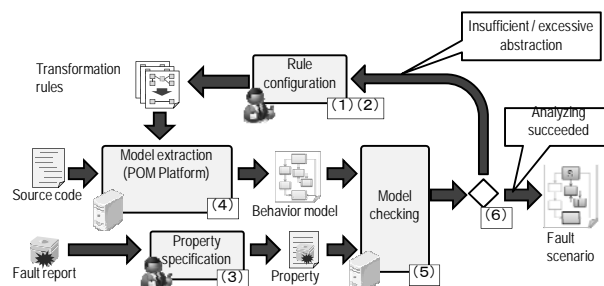 Insufficient / excessive
abstraction
Transformation
rules
Rule
configuration
(1)(2)
Analyzing
succeeded
Source code
Model extraction
(POM Platform)
(4)
Behavior model
Model
checking
(5)
(6)
Fault
scenario
Fault report
Property
specification
(3)
Property